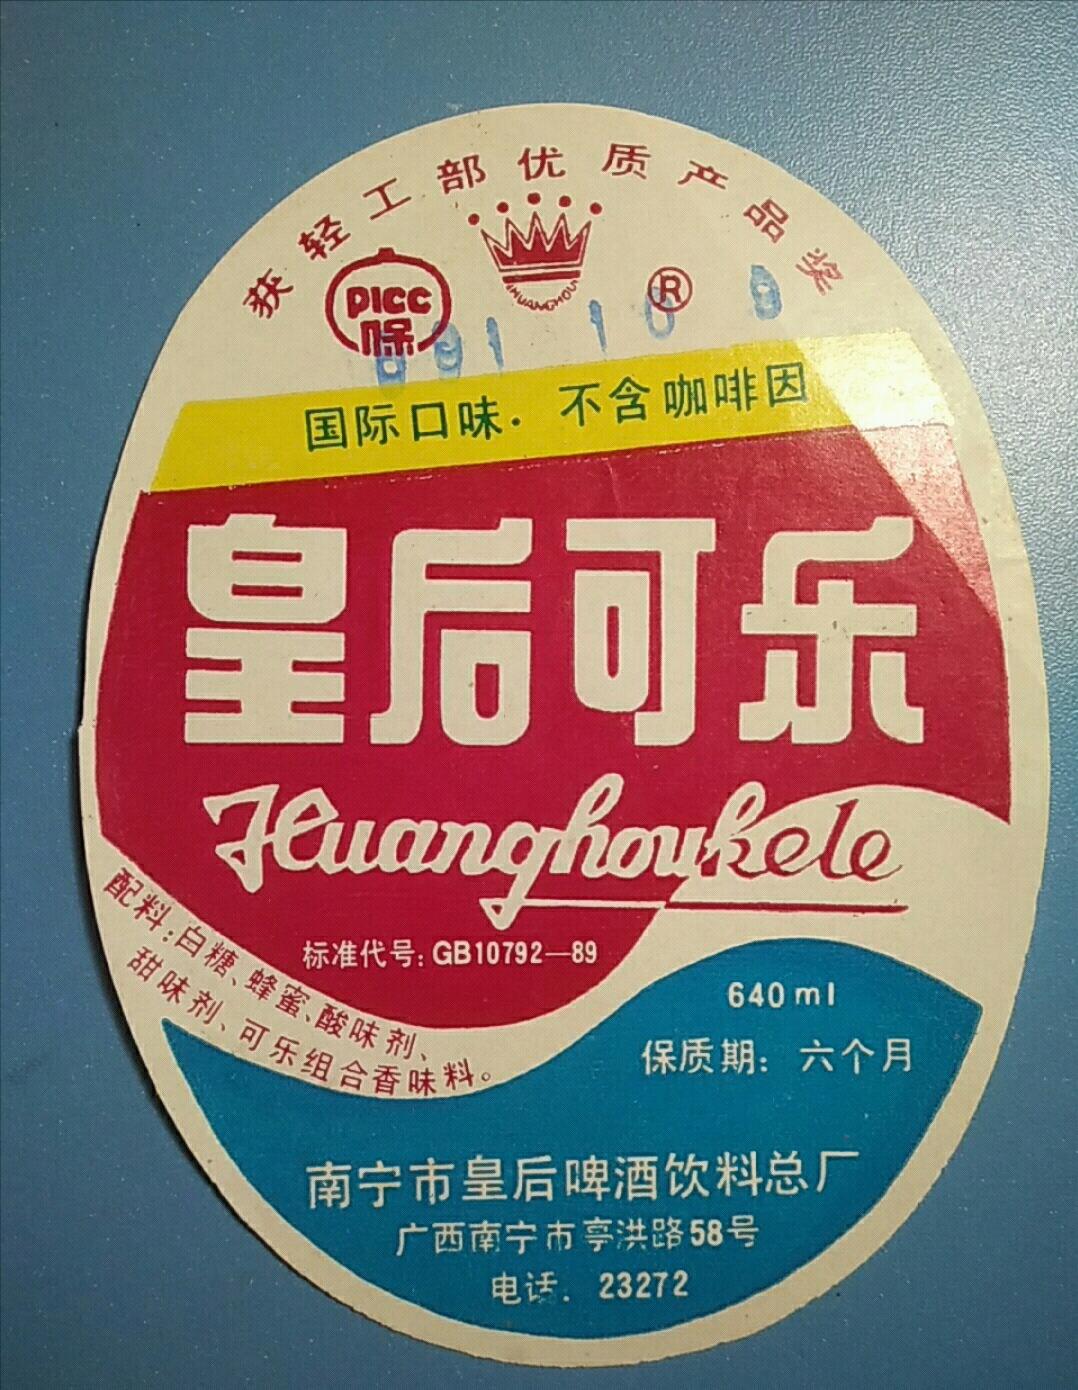 获轻工部优质产品奖
HUANGHOU
PICC
保
®
891 10 8
国际口味. 不含咖啡因
皇后可乐
Huanghoukele
标准代号: GB10792—89
配料: 白糖、蜂蜜、酸味剂、
甜味剂、可乐组合香味料。
640ml
保质期: 六个月
南宁市皇后啤酒饮料总厂
广西南宁市亭洪路58号
电话. 23272